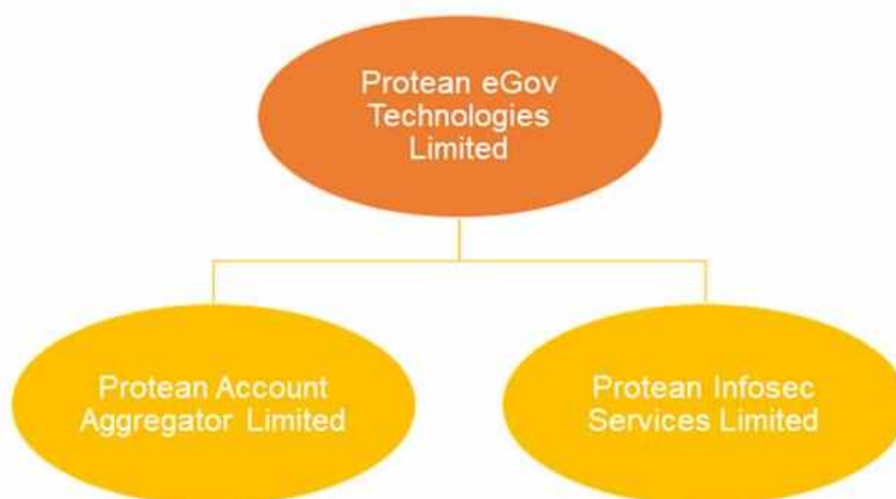 Protean eGov
Technologies
Limited
Protean Account
Aggregator Limited
Protean Infosec
Services Limited